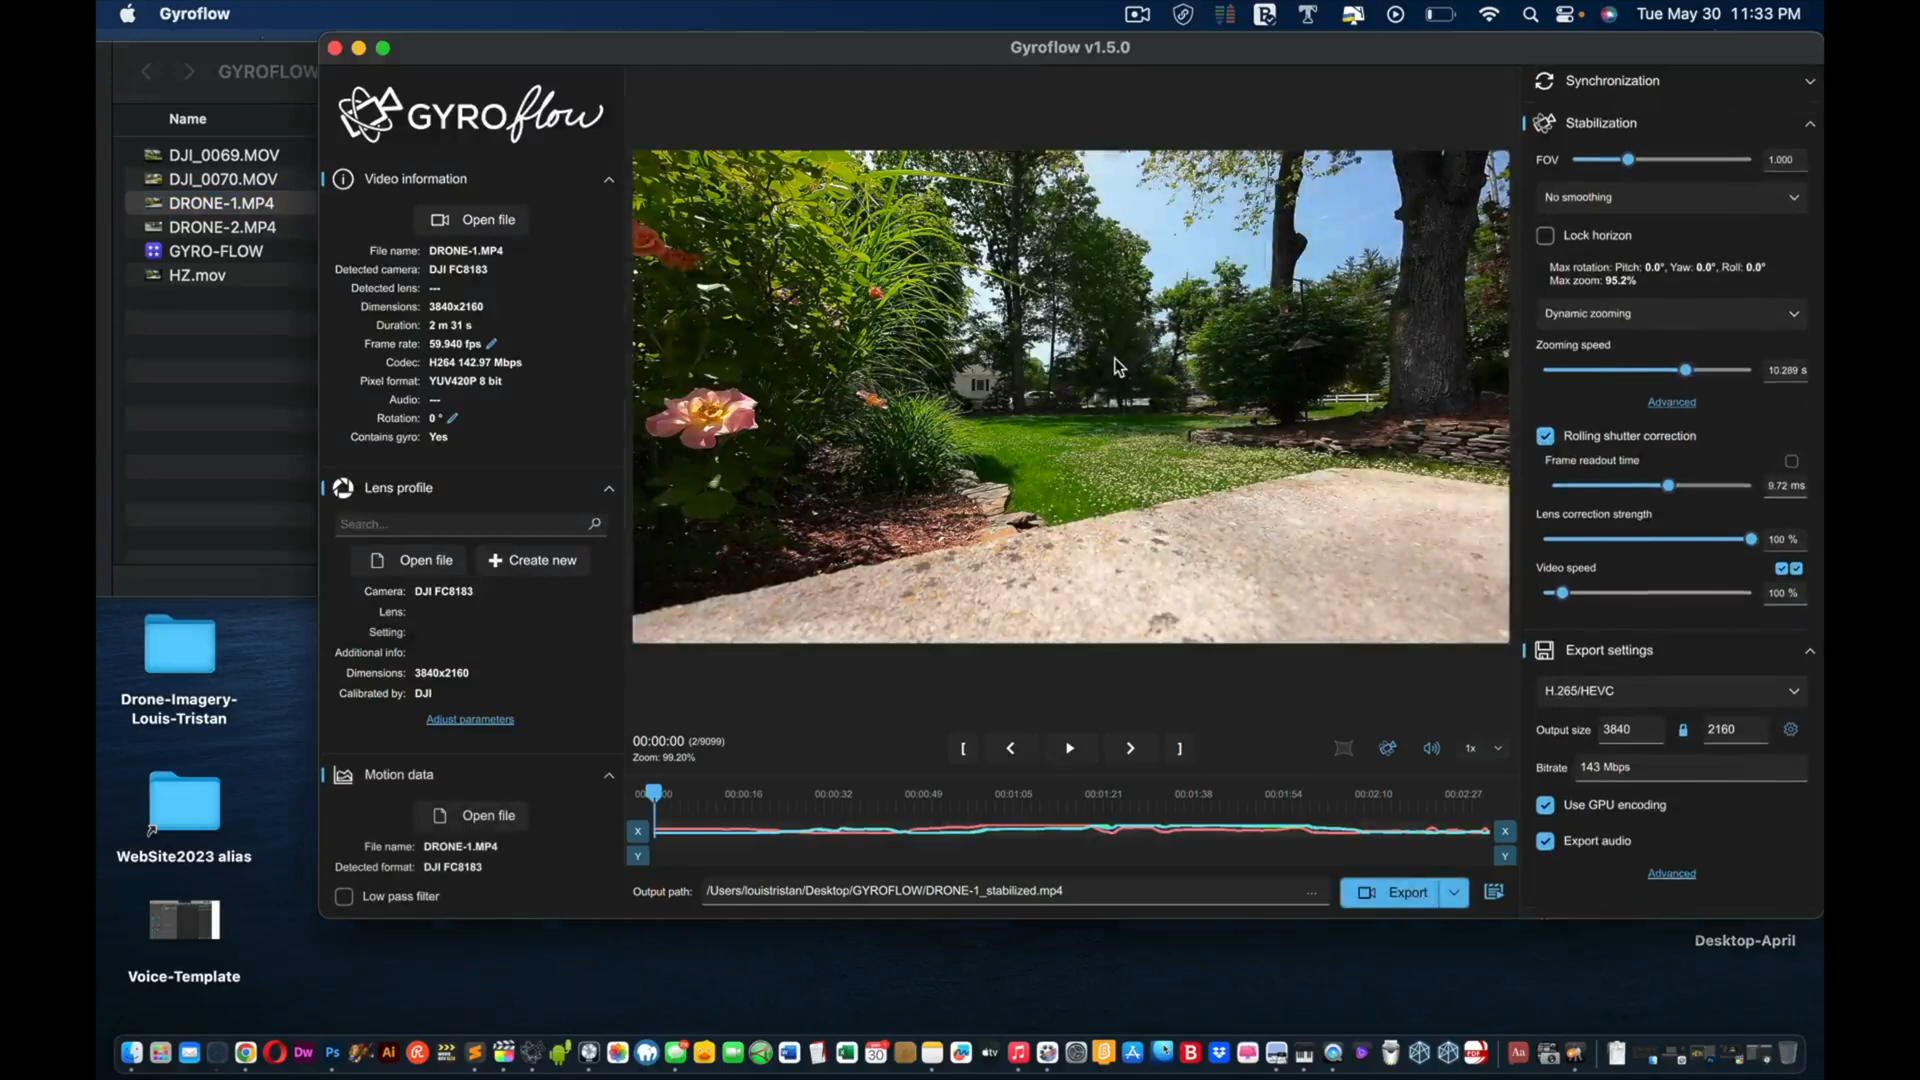 Gyroflow
Tue May 30 11:33 PM
GYROFLOW
Name
DJI_0069.MOV
DJI_0070.MOV
DRONE-1.MP4
DRONE-2.MP4
GYRO-FLOW
HZ.mov
Drone-Imagery-
Louis-Tristan
WebSite2023 alias
Voice-Template
Gyroflow v1.5.0
GYROflow
Video information
Open file
File name: DRONE-1.MP4
Detected camera: DJI FC8183
Detected lens: ---
Dimensions: 3840x2160
Duration: 2 m 31 s
Frame rate: 59.940 fps
Codec: H264 142.97 Mbps
Pixel format: YUV420P 8 bit
Audio: ---
Rotation: 0 °
Contains gyro: Yes
Lens profile
Search...
Open file
Create new
Camera: DJI FC8183
Lens:
Setting:
Additional info:
Dimensions: 3840x2160
Calibrated by: DJI
Adjust parameters
Motion data
Open file
File name: DRONE-1.MP4
Detected format: DJI FC8183
Low pass filter
00:00:00 (2/9099)
Zoom: 99.20%
[
]
1x
00:00:16 00:00:32 00:00:49 00:01:05 00:01:21 00:01:38 00:01:54 00:02:10 00:02:27
X X
Y Y
Output path: /Users/louistristan/Desktop/GYROFLOW/DRONE-1_stabilized.mp4 ...
Export
Synchronization
Stabilization
FOV 1.000
No smoothing
Lock horizon
Max rotation: Pitch: 0.0°, Yaw: 0.0°, Roll: 0.0°
Max zoom: 95.2%
Dynamic zooming
Zooming speed
10.289 s
Advanced
Rolling shutter correction
Frame readout time
9.72 ms
Lens correction strength
100 %
Video speed
100 %
Export settings
H.265/HEVC
Output size 3840 2160
Bitrate 143 Mbps
Use GPU encoding
Export audio
Advanced
Desktop-April
Dw Ps Ai 30 tv B Aa